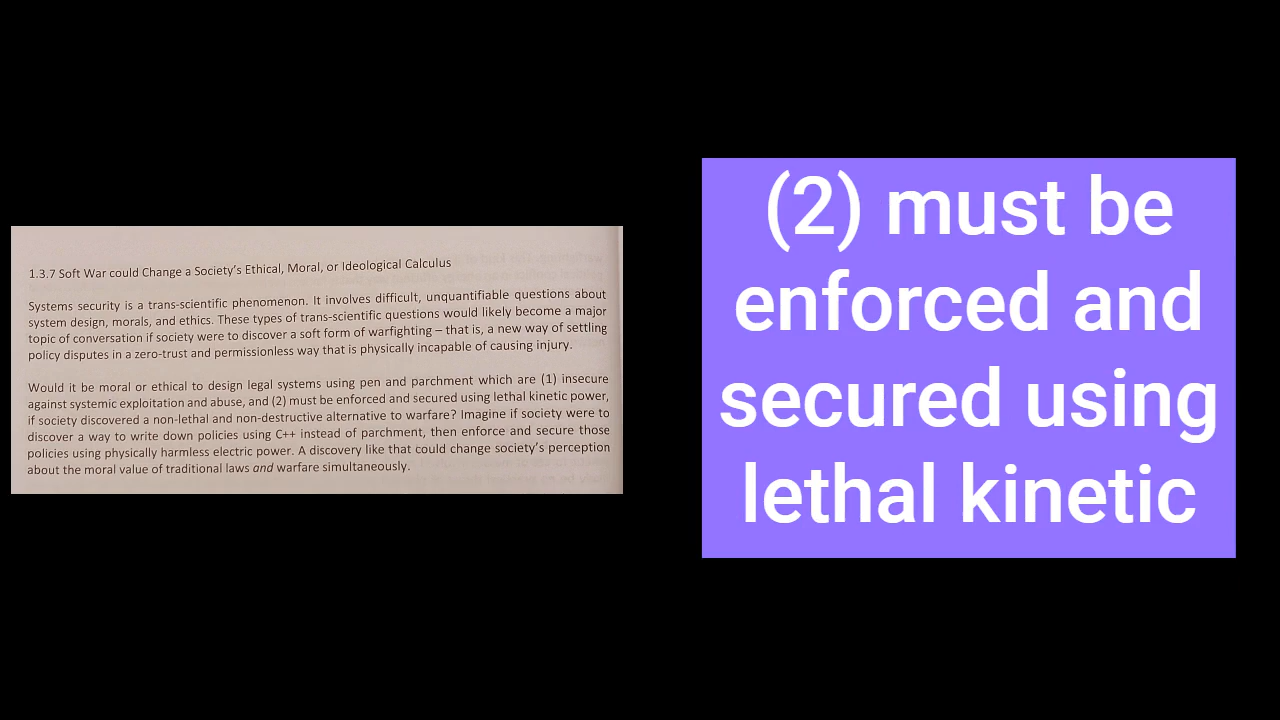 1.3.7 Soft War could Change a Society's Ethical, Moral, or Ideological Calculus
Systems security is a trans-scientific phenomenon. It involves difficult, unquantifiable questions about
system design, morals, and ethics. These types of trans-scientific questions would likely become a major
topic of conversation if society were to discover a soft form of warfighting – that is, a new way of settling
policy disputes in a zero-trust and permissionless way that is physically incapable of causing injury.
Would it be moral or ethical to design legal systems using pen and parchment which are (1) insecure
against systemic exploitation and abuse, and (2) must be enforced and secured using lethal kinetic power,
if society discovered a non-lethal and non-destructive alternative to warfare? Imagine if society were to
discover a way to write down policies using C++ instead of parchment, then enforce and secure those
policies using physically harmless electric power. A discovery like that could change society's perception
about the moral value of traditional laws and warfare simultaneously.
(2) must be
enforced and
secured using
lethal kinetic